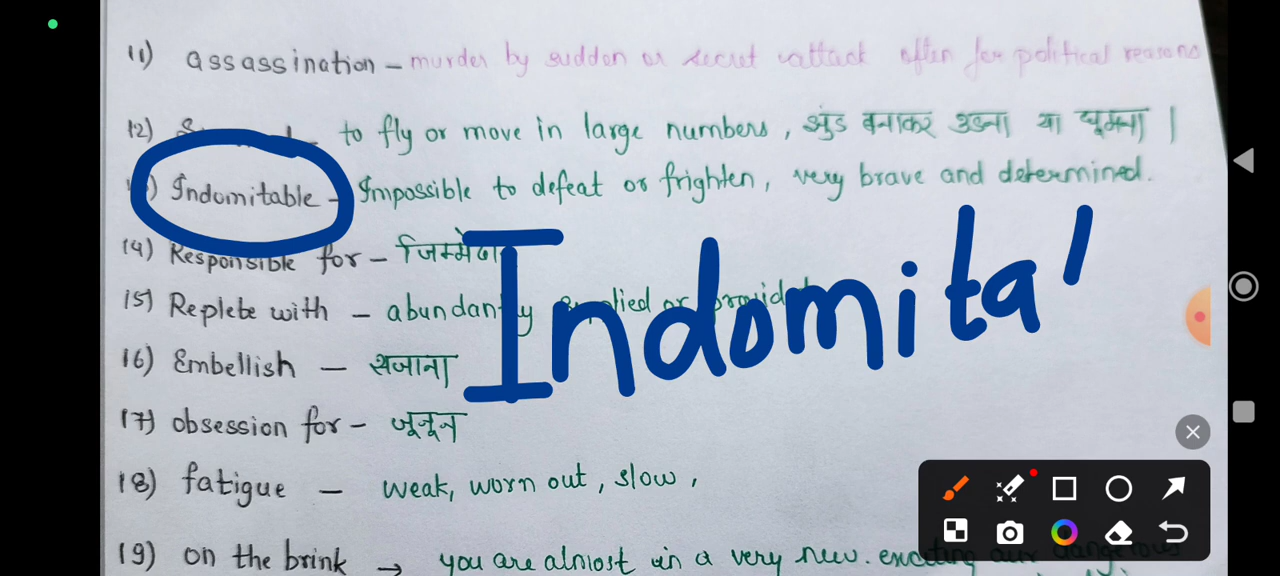 11) assassination - murder by sudden or secret attack often for political reasons
12) to fly or move in large numbers, झुंड बनाकर उडना या घूमना |
Indomitable - Impossible to defeat or frighten, very brave and determined.
14) Responsible for -
15) Replete with - abundantly or
Indomita
16) Embellish - सजाना
17) obsession for - जूनून
18) fatigue - weak, worn out, slow,
19) on the brink → you are almost in a very new.